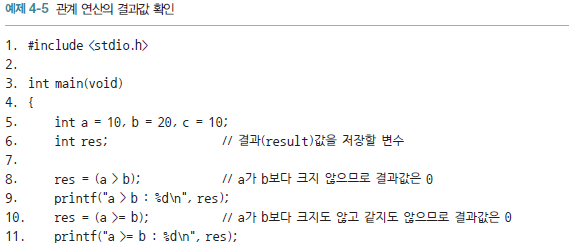 예제 4-5 관계 연산의 결과값 확인
1. #include <stdio.h>
2.
3. int main(void)
4. {
5. int a = 10, b = 20, c = 10;
6. int res; // 결과(result)값을 저장할 변수
7.
8. res = (a > b); // a가 b보다 크지 않으므로 결과값은 0
9. printf("a > b : %d\n", res);
10. res = (a >= b); // a가 b보다 크지도 않고 같지도 않으므로 결과값은 0
11. printf("a >= b : %d\n", res);